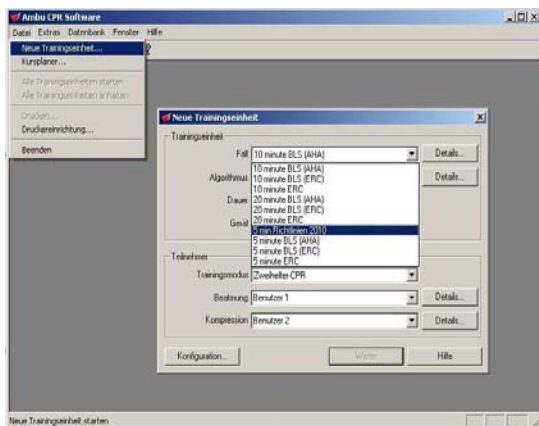 Ambu CPR Software
Datei Extras Datenbank Fenster Hilfe
Neue Trainingseinheit...
Kursplaner...
Alle Trainingseinheiten starten
Alle Trainingseinheiten anhalten
Drucken...
Druckereinrichtung...
Beenden
Neue Trainingseinheit
Trainingseinheit
Fall 10 minute BLS (AHA) Details...
10 minute BLS (AHA)
Algorithmus 10 minute BLS (ERC) Details...
10 minute ERC
Dauer 20 minute BLS (AHA)
20 minute BLS (ERC)
20 minute ERC
Gerät 5 min Richtlinien 2010
5 minute BLS (AHA)
5 minute BLS (ERC)
5 minute ERC
Teilnehmer
Trainingsmodus Zweihelfer CPR
Beatmung Benutzer 1 Details...
Kompression Benutzer 2 Details...
Konfiguration... Weiter Hilfe
Neue Trainingseinheit starten